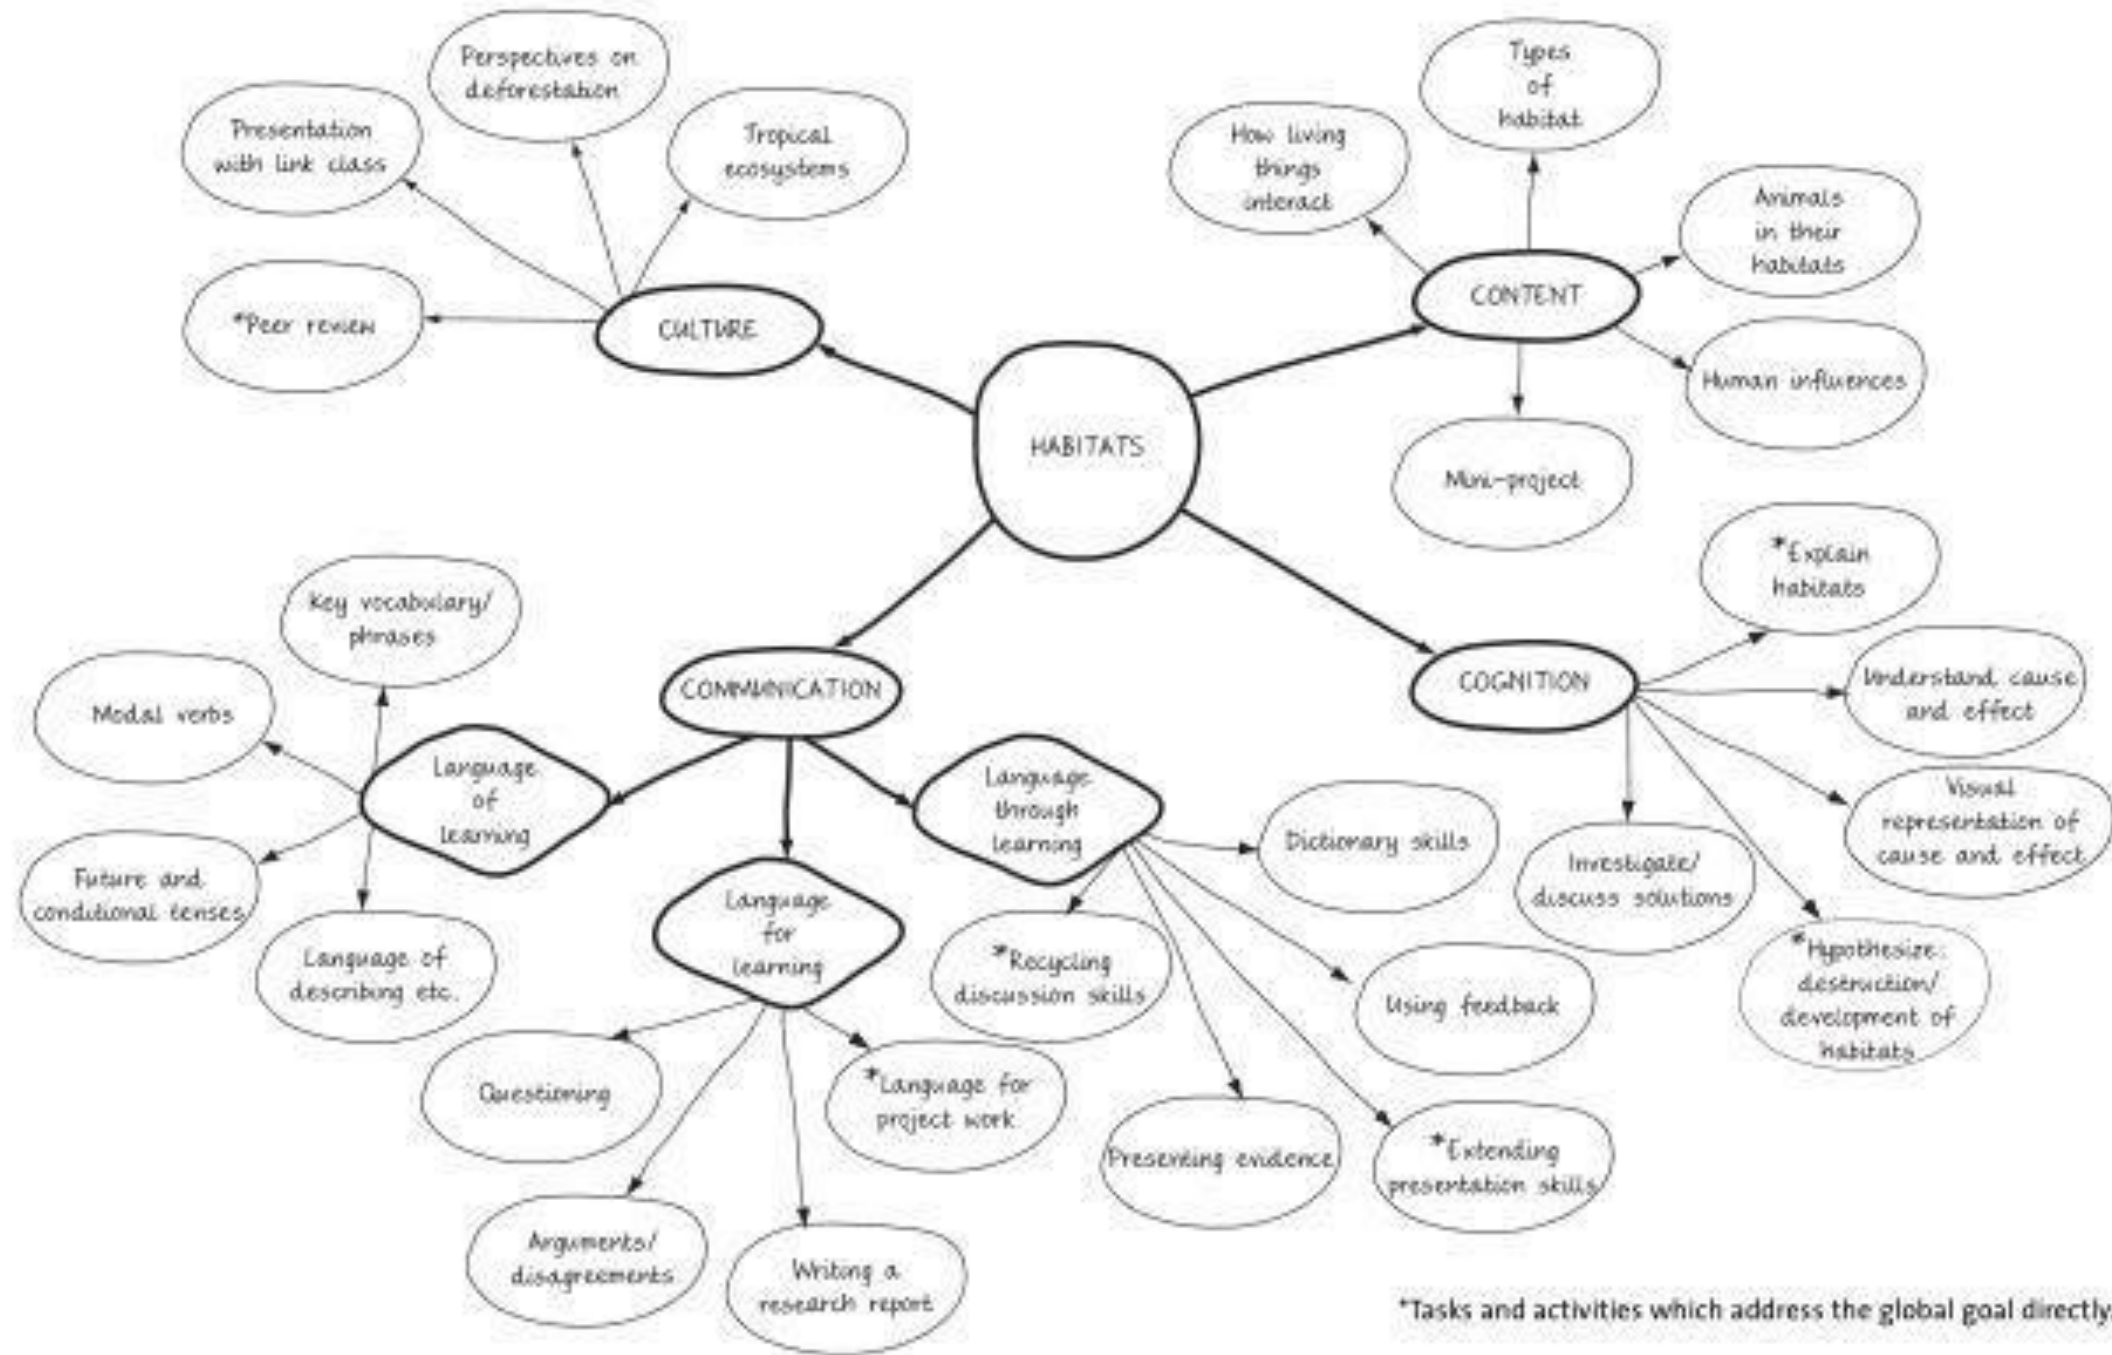 Perspectives on
deforestation
Presentation
with link class
Tropical
ecosystems
*Peer review
CULTURE
Types
of
habitat
How living
things
interact
Animals
in their
habitats
CONTENT
Human influences
Mini-project
HABITATS
*Explain
habitats
COGNITION
Understand cause
and effect
Visual
representation of
cause and effect
Investigate/
discuss solutions
*Hypothesize:
destruction/
development of
habitats
COMMUNICATION
Key vocabulary/
phrases
Modal verbs
Language
of
learning
Future and
conditional tenses
Language of
describing etc.
Language
for
learning
Questioning
*Language for
project work
Arguments/
disagreements
Writing a
research report
Language
through
learning
Dictionary skills
*Recycling
discussion skills
Using feedback
Presenting evidence
*Extending
presentation skills
*Tasks and activities which address the global goal directly.